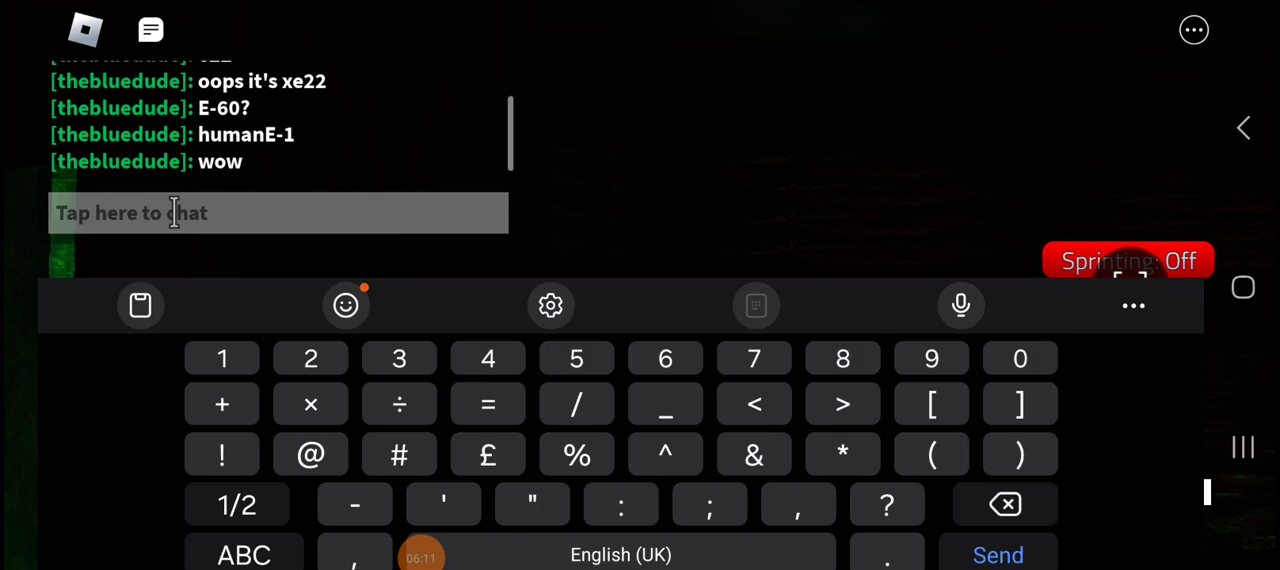 [thebluedude]: oops it's xe22
[thebluedude]: E-60?
[thebluedude]: humanE-1
[thebluedude]: wow
Tap here to chat
Sprinting: Off
1 2 3 4 5 6 7 8 9 0
+ × ÷ = / _ < > [ ]
! @ # £ % ^ & * ( )
1/2 - ' " : ; , ?
ABC , 06:11 English (UK) . Send